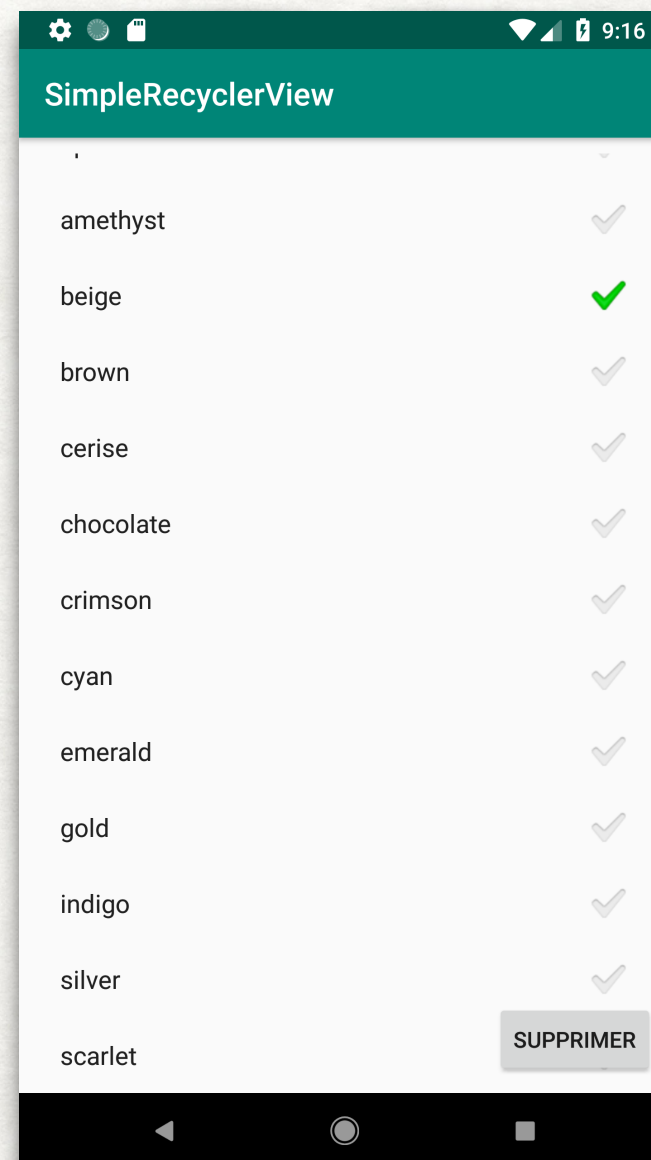 9:16
SimpleRecyclerView
amethyst
beige
brown
cerise
chocolate
crimson
cyan
emerald
gold
indigo
silver
SUPPRIMER
scarlet